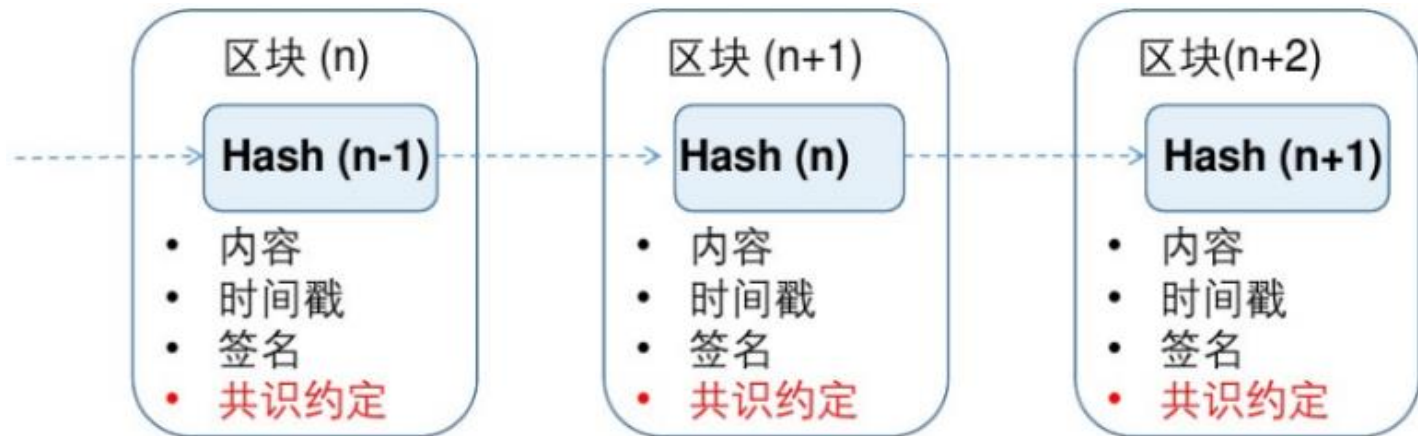 区块 (n)
Hash (n-1)
• 内容
• 时间戳
• 签名
• 共识约定
区块 (n+1)
Hash (n)
• 内容
• 时间戳
• 签名
• 共识约定
区块(n+2)
Hash (n+1)
• 内容
• 时间戳
• 签名
• 共识约定